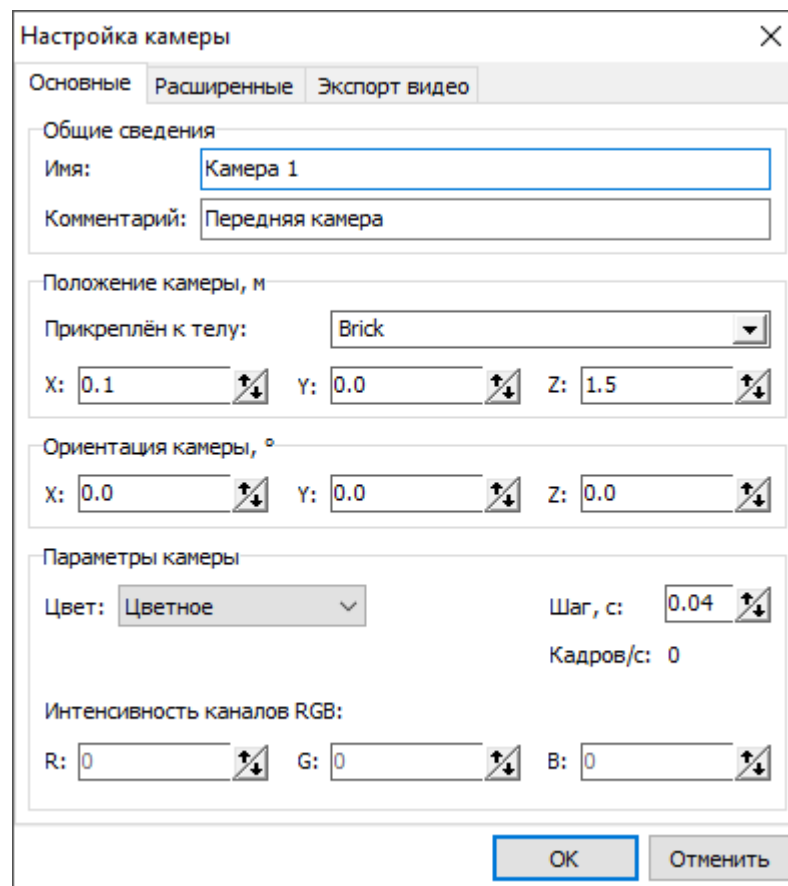 Настройка камеры
Основные Расширенные Экспорт видео
Общие сведения
Имя: Камера 1
Комментарий: Передняя камера
Положение камеры, м
Прикреплён к телу: Brick
X: 0.1 Y: 0.0 Z: 1.5
Ориентация камеры, °
X: 0.0 Y: 0.0 Z: 0.0
Параметры камеры
Цвет: Цветное Шаг, с: 0.04
Кадров/с: 0
Интенсивность каналов RGB:
R: 0 G: 0 B: 0
OK Отменить